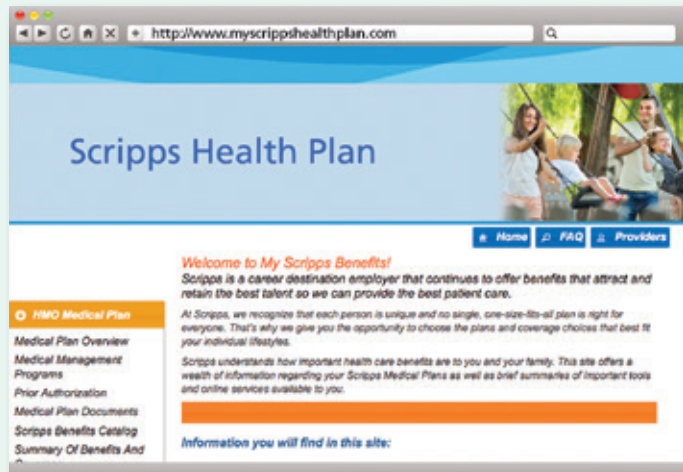 http://www.myscrippshealthplan.com
Scripps Health Plan
Home FAQ Providers
Welcome to My Scripps Benefits!
Scripps is a career destination employer that continues to offer benefits that attract and
retain the best talent so we can provide the best patient care.
At Scripps, we recognize that each person is unique and no single, one-size-fits-all plan is right for
everyone. That's why we give you the opportunity to choose the plans and coverage choices that best fit
your individual lifestyles.
Scripps understands how important health care benefits are to you and your family. This site offers a
wealth of information regarding your Scripps Medical Plans as well as brief summaries of important tools
and online services available to you.
Information you will find in this site:
HMO Medical Plan
Medical Plan Overview
Medical Management
Programs
Prior Authorization
Medical Plan Documents
Scripps Benefits Catalog
Summary Of Benefits And